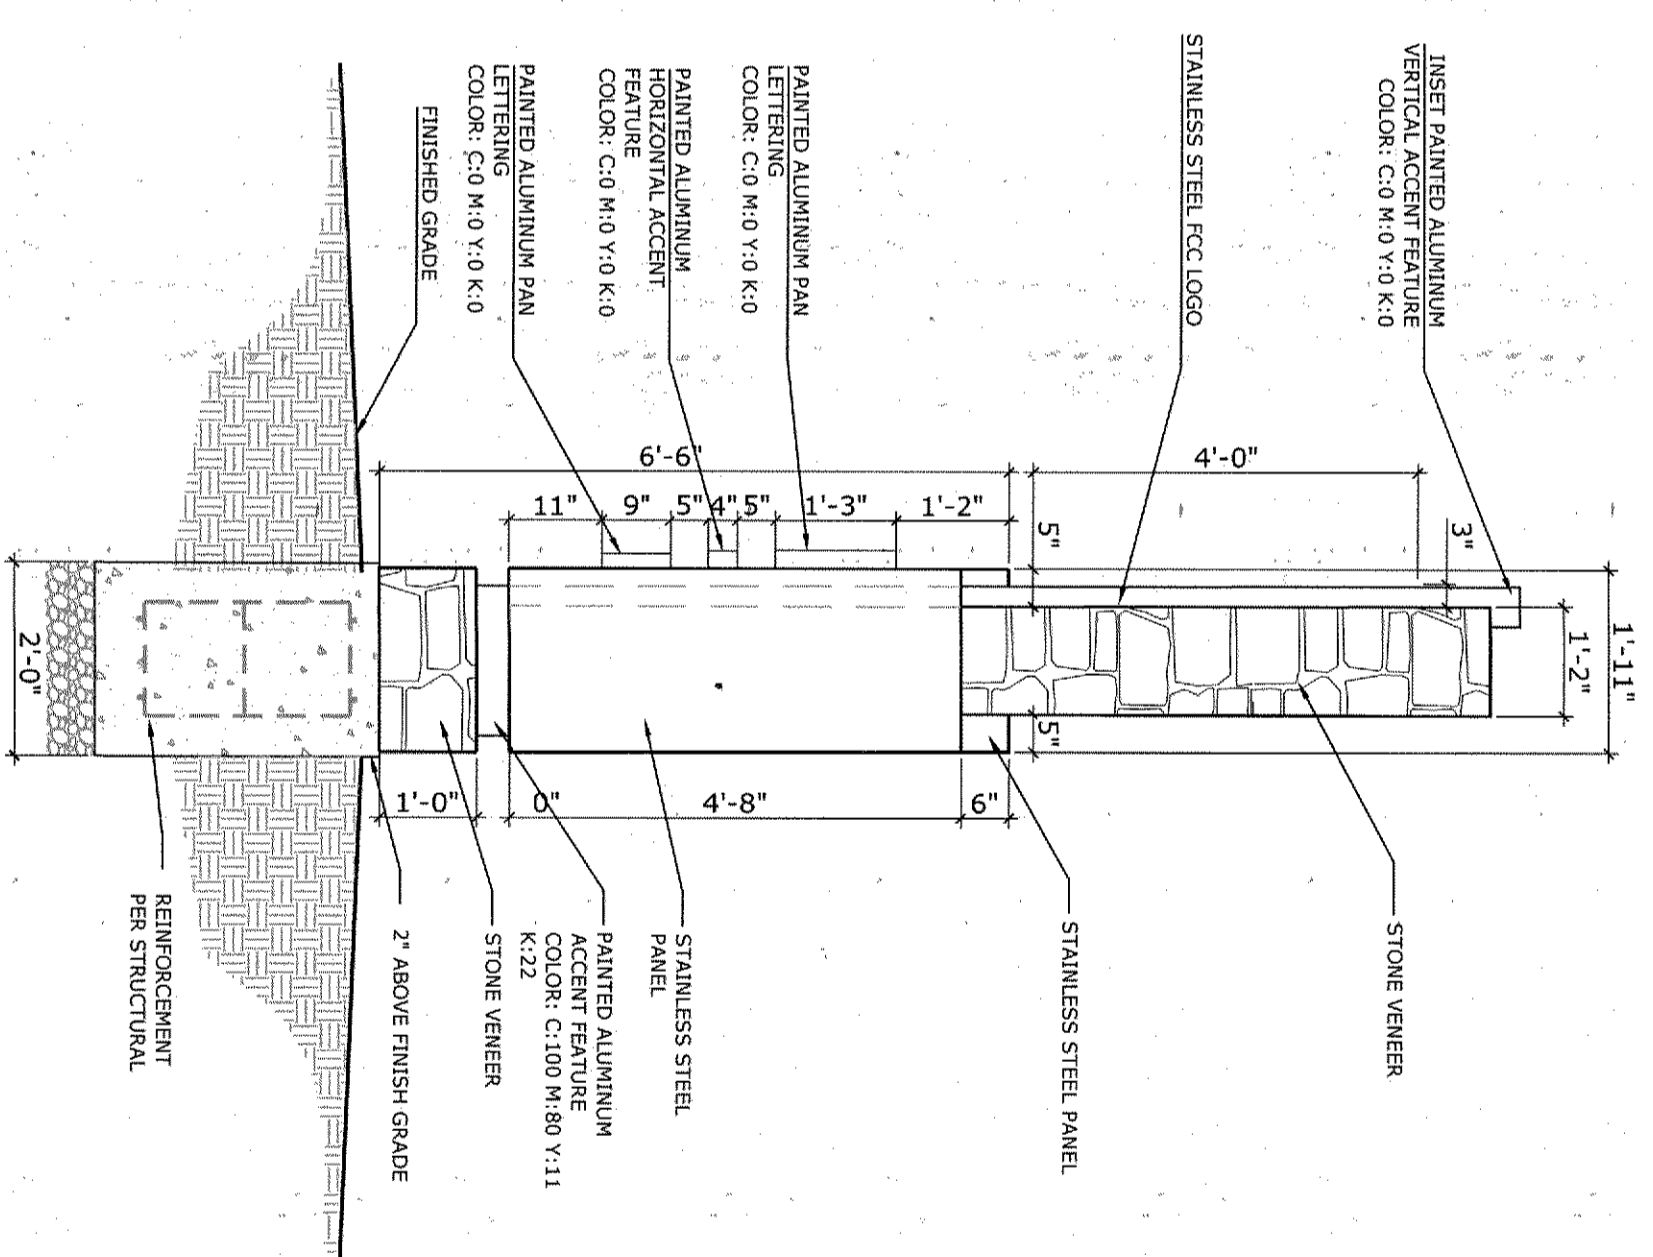 INSET PAINTED ALUMINUM
VERTICAL ACCENT FEATURE
COLOR: C:0 M:0 Y:0 K:0
STAINLESS STEEL FCC LOGO
PAINTED ALUMINUM PAN
LETTERING
COLOR: C:0 M:0 Y:0 K:0
PAINTED ALUMINUM
HORIZONTAL ACCENT
FEATURE
COLOR: C:0 M:0 Y:0 K:0
PAINTED ALUMINUM PAN
LETTERING
COLOR: C:0 M:0 Y:0 K:0
FINISHED GRADE
1'-11"
1'-2"
3"
5"
5"
4'-0"
6'-6"
1'-2"
1'-3"
5"
4"
5"
9"
11"
6"
4'-8"
0"
1'-0"
2'-0"
STONE VENEER
STAINLESS STEEL PANEL
STAINLESS STEEL
PANEL
PAINTED ALUMINUM
ACCENT FEATURE
COLOR: C:100 M:80 Y:11
K:22
STONE VENEER
2" ABOVE FINISH GRADE
REINFORCEMENT
PER STRUCTURAL